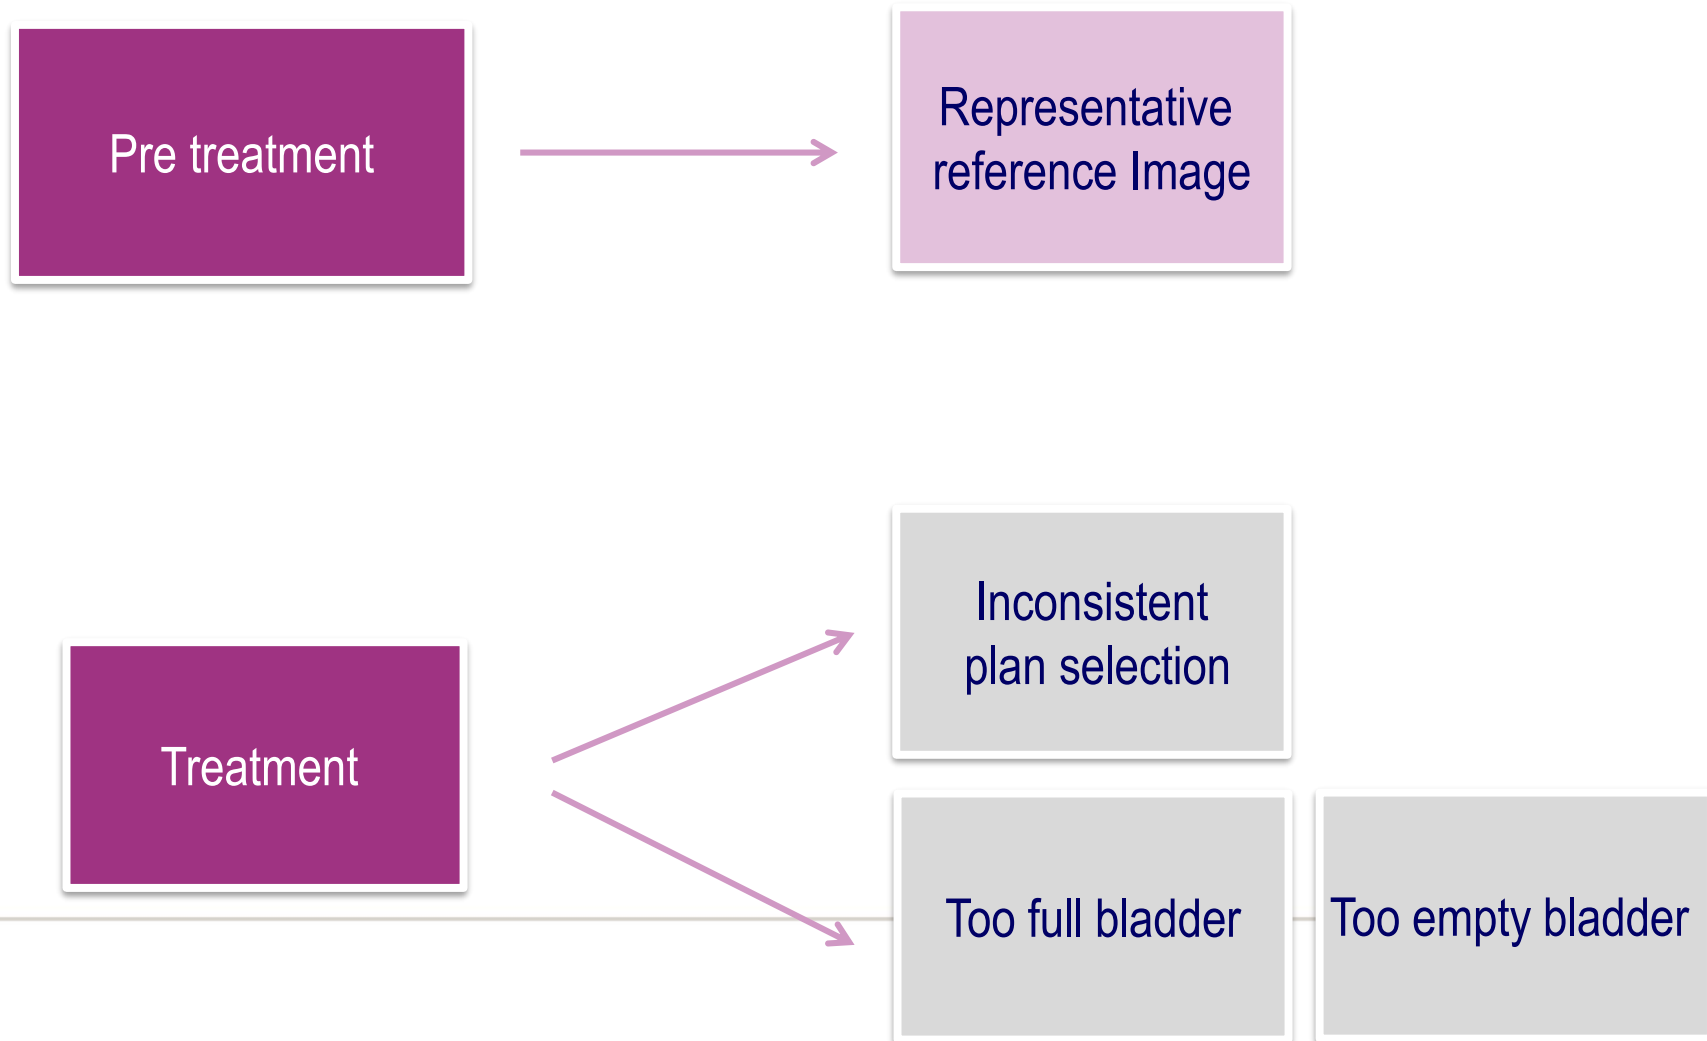 Pre treatment
Representative
reference Image
Inconsistent
plan selection
Treatment
Too full bladder
Too empty bladder